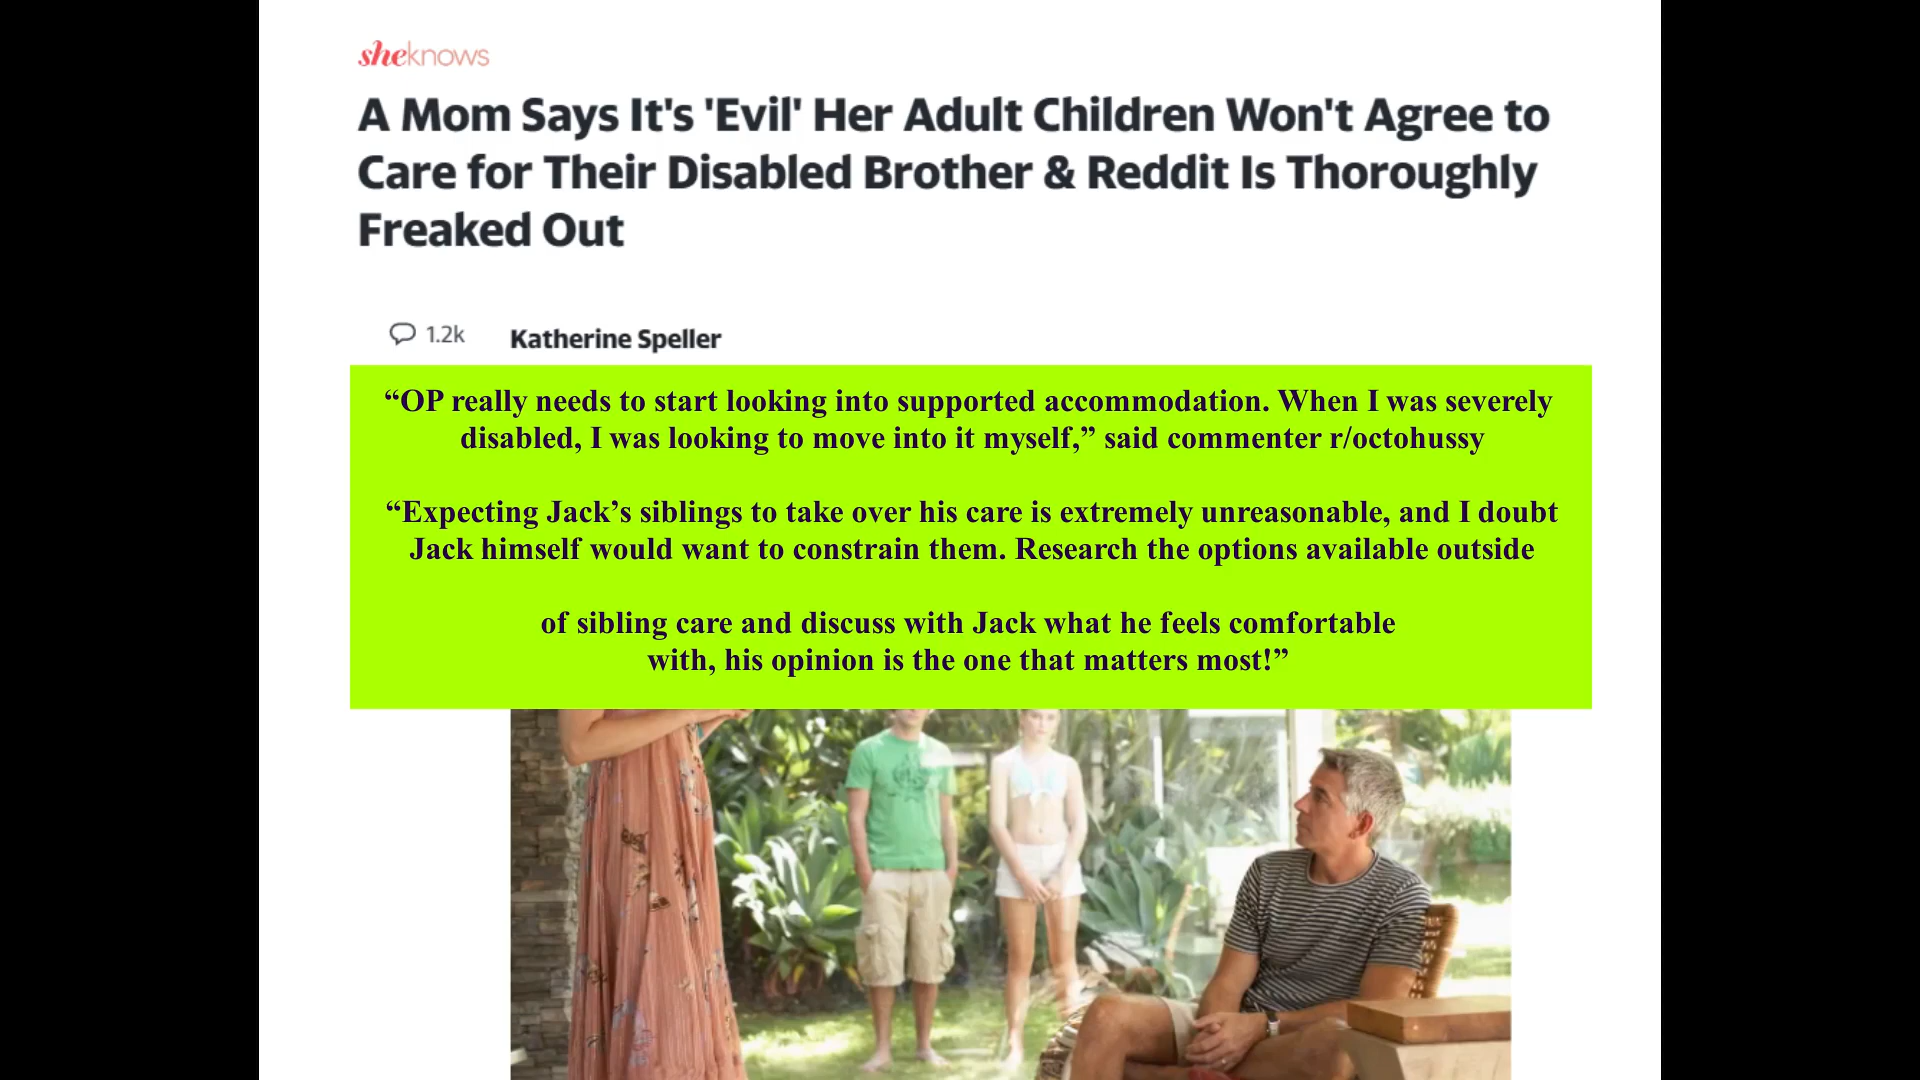 sheknows
A Mom Says It's 'Evil' Her Adult Children Won't Agree to
Care for Their Disabled Brother & Reddit Is Thoroughly
Freaked Out
1.2k
Katherine Speller
“OP really needs to start looking into supported accommodation. When I was severely
disabled, I was looking to move into it myself,” said commenter r/octohussy
“Expecting Jack’s siblings to take over his care is extremely unreasonable, and I doubt
Jack himself would want to constrain them. Research the options available outside
of sibling care and discuss with Jack what he feels comfortable
with, his opinion is the one that matters most!”